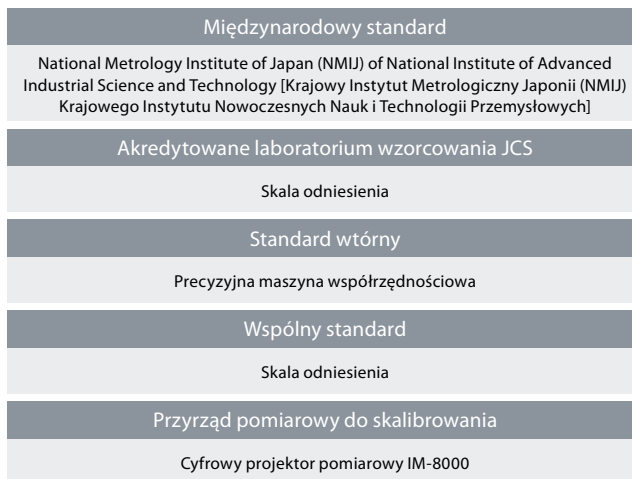 Międzynarodowy standard
National Metrology Institute of Japan (NMIJ) of National Institute of Advanced
Industrial Science and Technology [Krajowy Instytut Metrologiczny Japonii (NMIJ)
Krajowego Instytutu Nowoczesnych Nauk i Technologii Przemysłowych]
Akredytowane laboratorium wzorcowania JCS
Skala odniesienia
Standard wtórny
Precyzyjna maszyna współrzędnościowa
Wspólny standard
Skala odniesienia
Przyrząd pomiarowy do skalibrowania
Cyfrowy projektor pomiarowy IM-8000